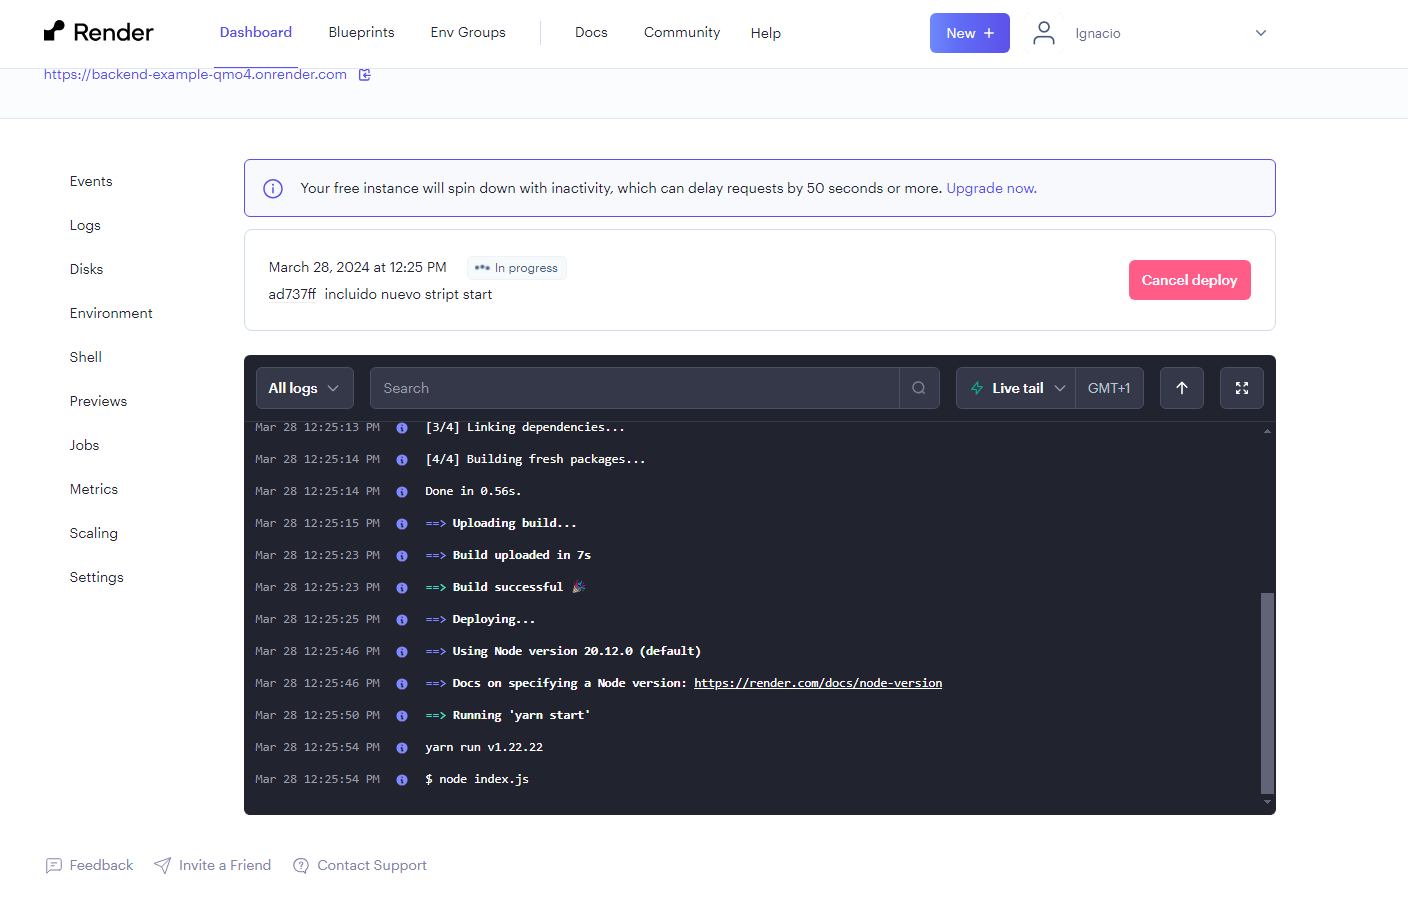 Render
Dashboard
Blueprints
Env Groups
Docs
Community
Help
New +
Ignacio
https://backend-example-qmo4.onrender.com
Events
Logs
Disks
Environment
Shell
Previews
Jobs
Metrics
Scaling
Settings
Your free instance will spin down with inactivity, which can delay requests by 50 seconds or more. Upgrade now.
March 28, 2024 at 12:25 PM In progress
ad737ff incluido nuevo stript start
Cancel deploy
All logs
Search
Live tail
GMT+1
Mar 28 12:25:13 PM [3/4] Linking dependencies...
Mar 28 12:25:14 PM [4/4] Building fresh packages...
Mar 28 12:25:14 PM Done in 0.56s.
Mar 28 12:25:15 PM ==> Uploading build...
Mar 28 12:25:23 PM ==> Build uploaded in 7s
Mar 28 12:25:23 PM ==> Build successful 🎉
Mar 28 12:25:25 PM ==> Deploying...
Mar 28 12:25:46 PM ==> Using Node version 20.12.0 (default)
Mar 28 12:25:46 PM ==> Docs on specifying a Node version: https://render.com/docs/node-version
Mar 28 12:25:50 PM ==> Running 'yarn start'
Mar 28 12:25:54 PM yarn run v1.22.22
Mar 28 12:25:54 PM $ node index.js
Feedback
Invite a Friend
Contact Support